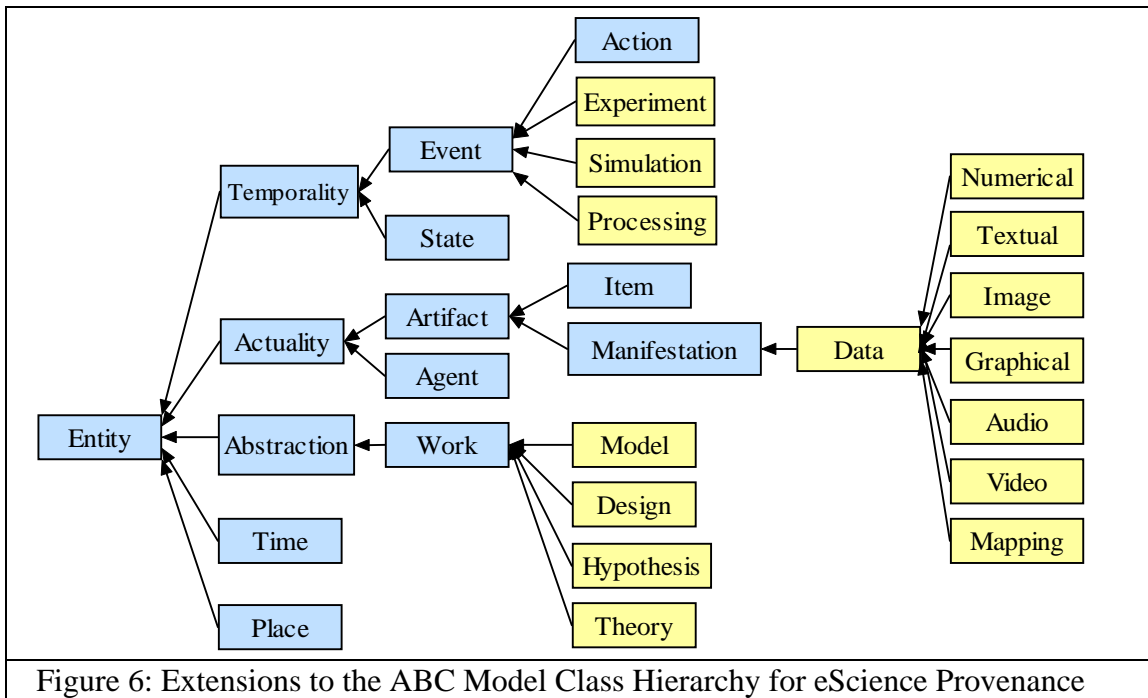 Action
Experiment
Event
Simulation
Numerical
Temporality
Processing
Textual
State
Item
Image
Artifact
Actuality
Manifestation
Data
Graphical
Agent
Audio
Entity
Abstraction
Work
Model
Video
Design
Time
Mapping
Hypothesis
Place
Theory
Figure 6: Extensions to the ABC Model Class Hierarchy for eScience Provenance